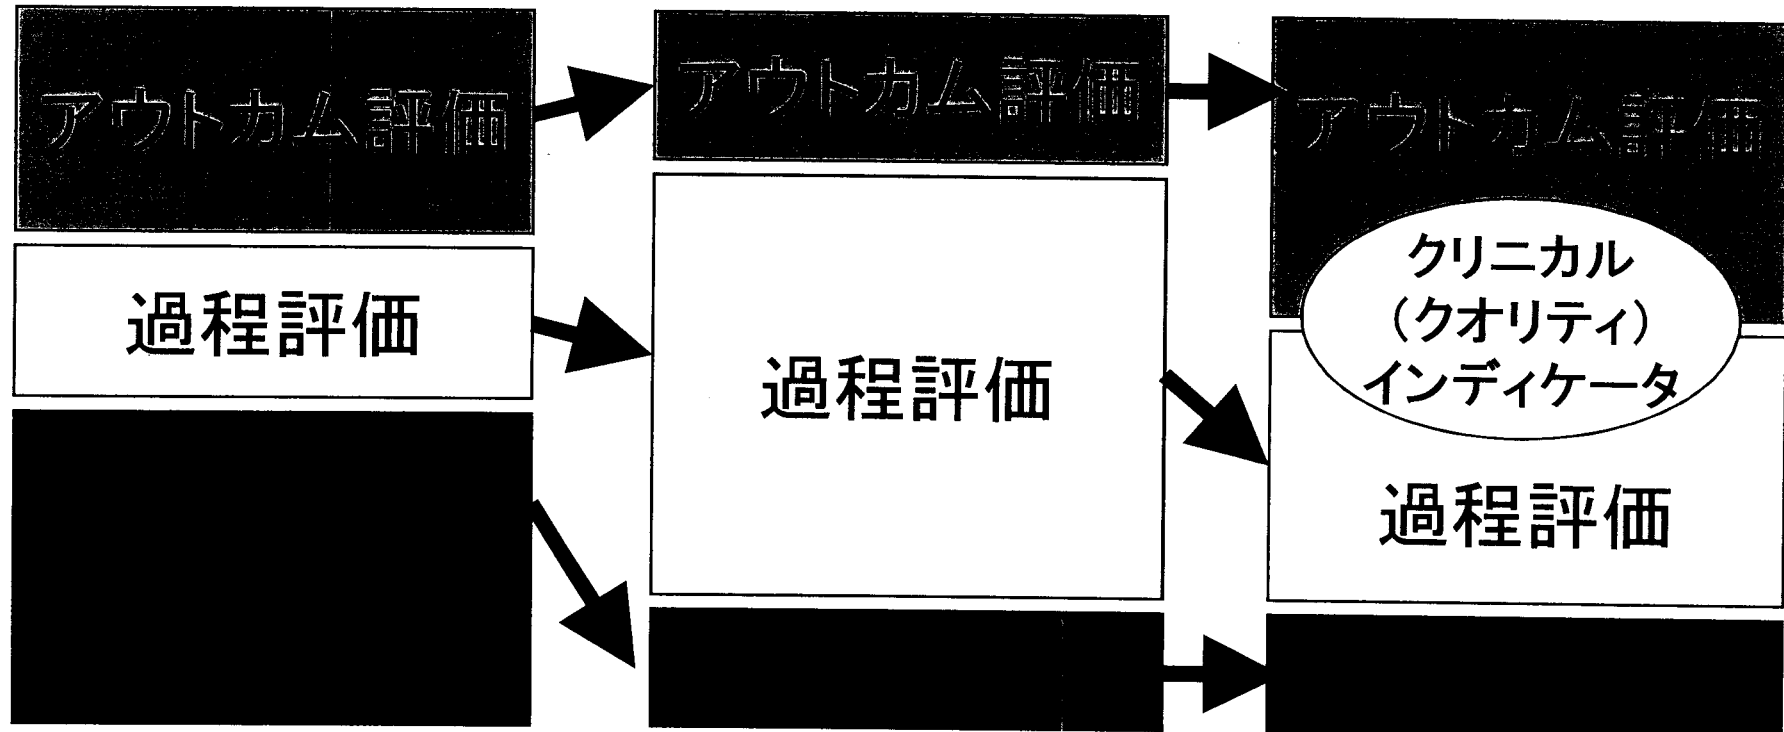 アウトカム評価
過程評価
アウトカム評価
過程評価
アウトカム評価
クリニカル
（クオリティ）
インディケータ
過程評価